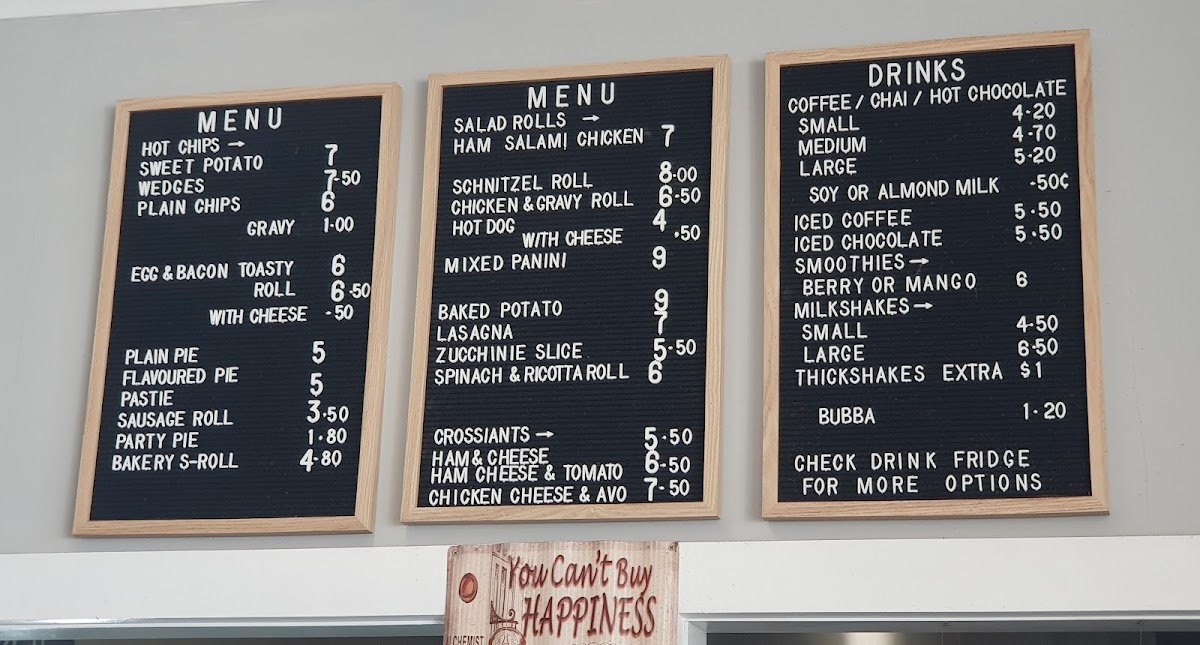 MENU
HOT CHIPS →
SWEET POTATO 7
WEDGES 7-50
PLAIN CHIPS 6
GRAVY 1-00
EGG & BACON TOASTY 6
ROLL 6-50
WITH CHEESE -50
PLAIN PIE 5
FLAVOURED PIE
PASTIE 5
SAUSAGE ROLL 3.50
PARTY PIE 1.80
BAKERY S-ROLL 4-80
MENU
SALAD ROLLS →
HAM SALAMI CHICKEN 7
SCHNITZEL ROLL 8-00
CHICKEN & GRAVY ROLL 6-50
HOT DOG 4
WITH CHEESE .50
MIXED PANINI 9
BAKED POTATO 9
LASAGNA 7
ZUCCHINIE SLICE 5-50
SPINACH & RICOTTA ROLL 6
CROSSIANTS →
HAM & CHEESE 5.50
HAM CHEESE & TOMATO 6-50
CHICKEN CHEESE & AVO 7-50
DRINKS
COFFEE / CHAI / HOT CHOCOLATE
SMALL 4-20
MEDIUM 4-70
LARGE 5-20
SOY OR ALMOND MILK -50¢
ICED COFFEE 5.50
ICED CHOCOLATE 5.50
SMOOTHIES →
BERRY OR MANGO 6
MILKSHAKES →
SMALL 4-50
LARGE 6-50
THICKSHAKES EXTRA $1
BUBBA 1-20
CHECK DRINK FRIDGE
FOR MORE OPTIONS
You Can't Buy
HAPPINESS